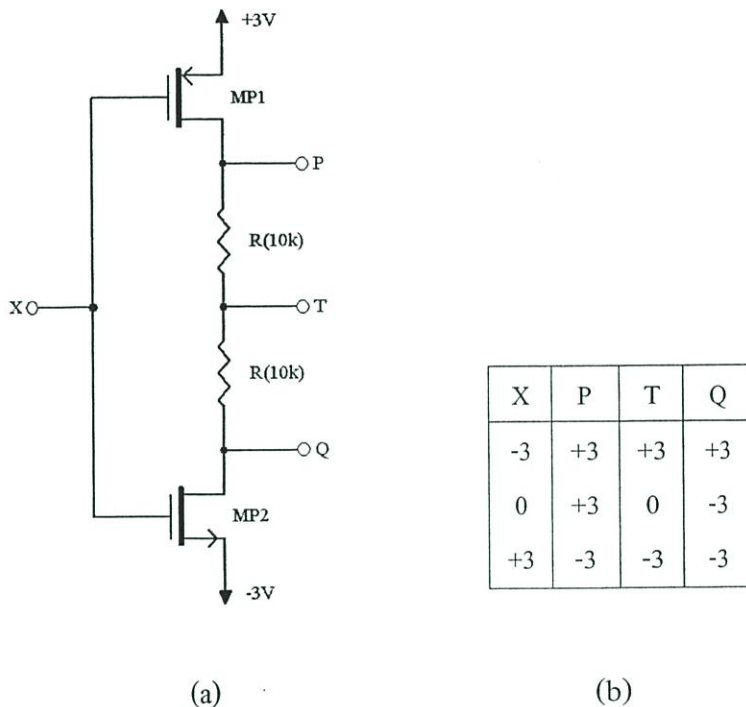 +3V
MP1
P
R(10k)
X
T
R(10k)
Q
MP2
-3V
X P T Q
-3 +3 +3 +3
0 +3 0 -3
+3 -3 -3 -3
(a)
(b)